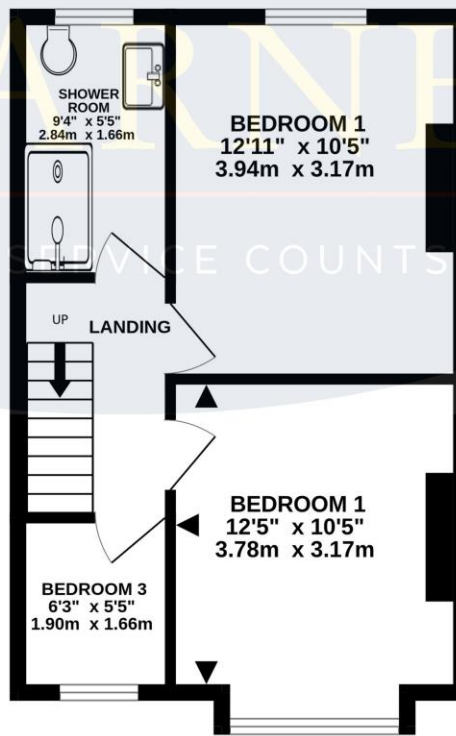 ARNE
SERVICE COUNTS
SHOWER
ROOM
9'4" x 5'5"
2.84m x 1.66m
BEDROOM 1
12'11" x 10'5"
3.94m x 3.17m
UP
LANDING
BEDROOM 1
12'5" x 10'5"
3.78m x 3.17m
BEDROOM 3
6'3" x 5'5"
1.90m x 1.66m